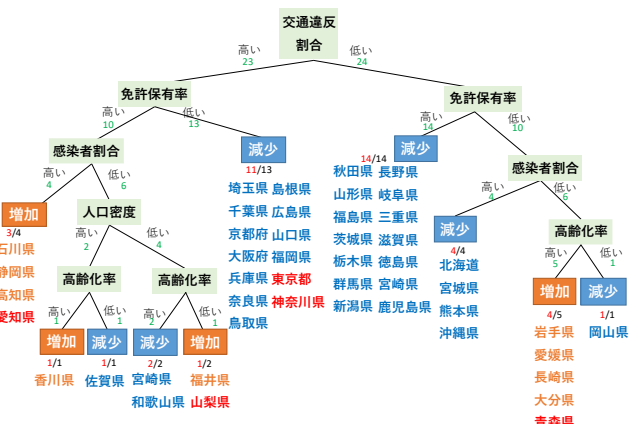 交通違反
割合
高い
23
低い
24
免許保有率
免許保有率
高い
10
低い
13
高い
14
低い
10
感染者割合
減少
11/13
埼玉県 島根県
千葉県 広島県
京都府 山口県
大阪府 福岡県
兵庫県 東京都
奈良県 神奈川県
鳥取県
減少
14/14
秋田県 長野県
山形県 岐阜県
福島県 三重県
茨城県 滋賀県
栃木県 徳島県
群馬県 宮崎県
新潟県 鹿児島県
感染者割合
高い
4
低い
6
高い
4
低い
6
増加
3/4
石川県
静岡県
高知県
愛知県
人口密度
減少
4/4
北海道
宮城県
熊本県
沖縄県
高齢化率
高い
2
低い
4
高い
5
低い
1
高齢化率
高齢化率
増加
4/5
岩手県
愛媛県
長崎県
大分県
青森県
減少
1/1
岡山県
高い
1
低い
1
高い
2
低い
1
増加
1/1
香川県
減少
1/1
佐賀県
減少
2/2
宮崎県
和歌山県
増加
1/2
福井県
山梨県